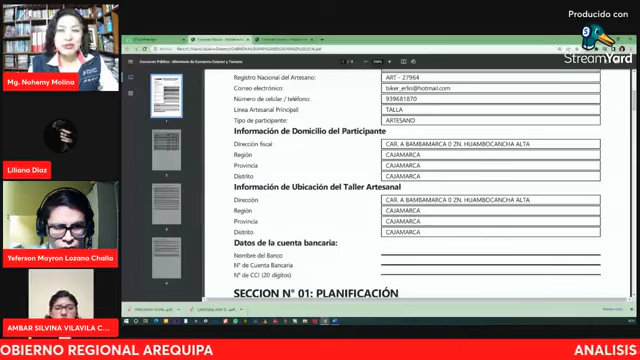 Producido con
StreamYard
Mg. Nohemy Molina
Liliana Diaz
Yeferson Mayron Lozano Challa
AMBAR SILVINA VILAVILA C...
Registro Nacional del Artesano:
ART - 27964
Correo electrónico:
biker_erlin@hotmail.com
Número de celular / teléfono:
939681870
Línea Artesanal Principal:
TALLA
Tipo de participante:
ARTESANO
Información de Domicilio del Participante
Dirección fiscal
CAR. A BAMBAMARCA 0 ZN. HUAMBOCANCHA ALTA
Región
CAJAMARCA
Provincia
CAJAMARCA
Distrito
CAJAMARCA
Información de Ubicación del Taller Artesanal
Dirección
CAR. A BAMBAMARCA 0 ZN. HUAMBOCANCHA ALTA
Región
CAJAMARCA
Provincia
CAJAMARCA
Distrito
CAJAMARCA
Datos de la cuenta bancaria:
Nombre del Banco
N° de Cuenta Bancaria
N° de CCI (20 dígitos)
SECCION N° 01: PLANIFICACIÓN
OBIERNO REGIONAL AREQUIPA
ANALISIS